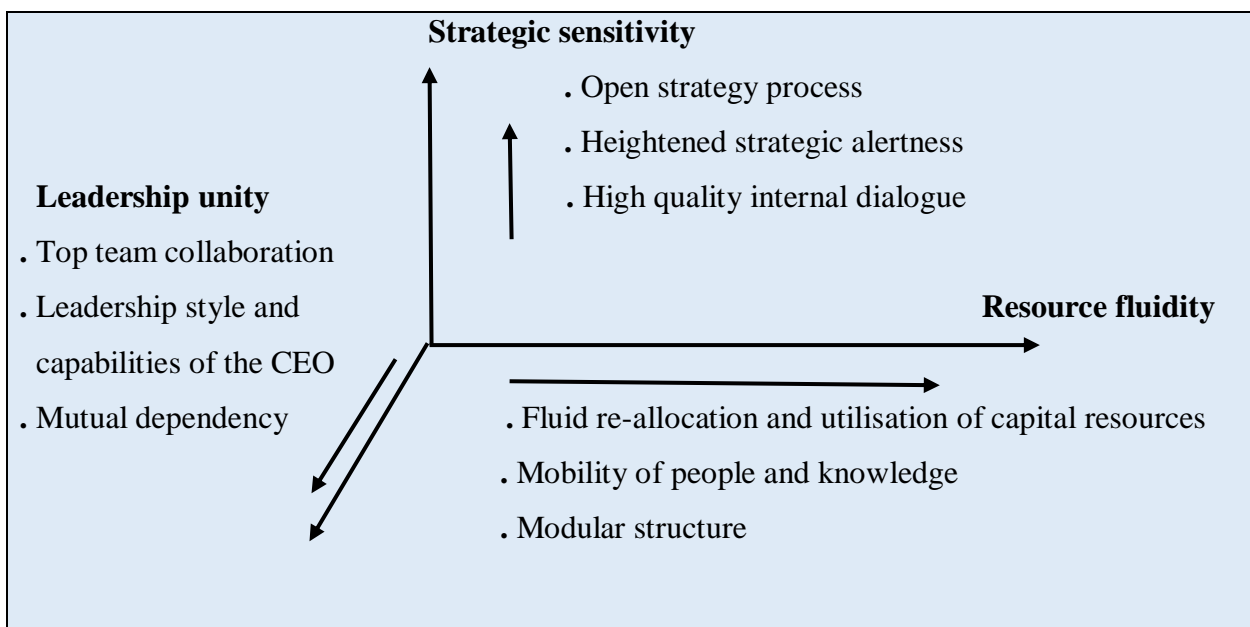 Strategic sensitivity
. Open strategy process
. Heightened strategic alertness
. High quality internal dialogue
Leadership unity
. Top team collaboration
. Leadership style and
capabilities of the CEO
. Mutual dependency
Resource fluidity
. Fluid re-allocation and utilisation of capital resources
. Mobility of people and knowledge
. Modular structure